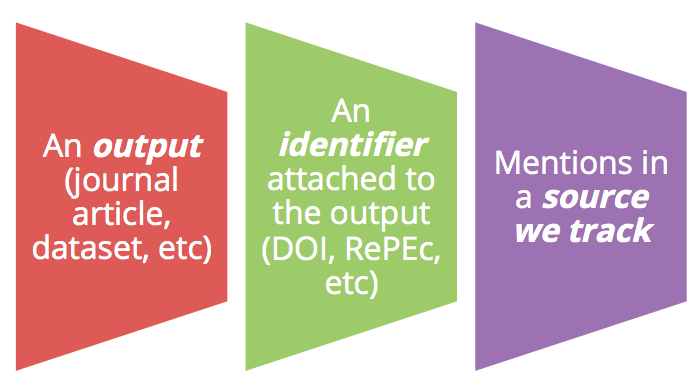 An output
(journal
article,
dataset, etc)
An
identifier
attached to
the output
(DOI, RePEc,
etc)
Mentions in
a source
we track